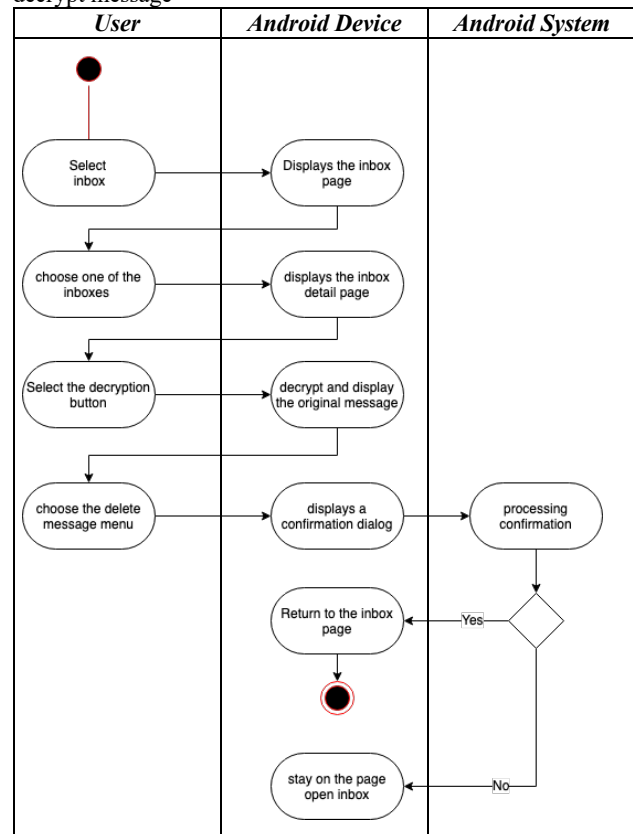 decrypt message
User
Android Device
Android System
Select
inbox
Displays the inbox
page
choose one of the
inboxes
displays the inbox
detail page
Select the decryption
button
decrypt and display
the original message
choose the delete
message menu
displays a
confirmation dialog
processing
confirmation
Return to the inbox
page
Yes
stay on the page
open inbox
No